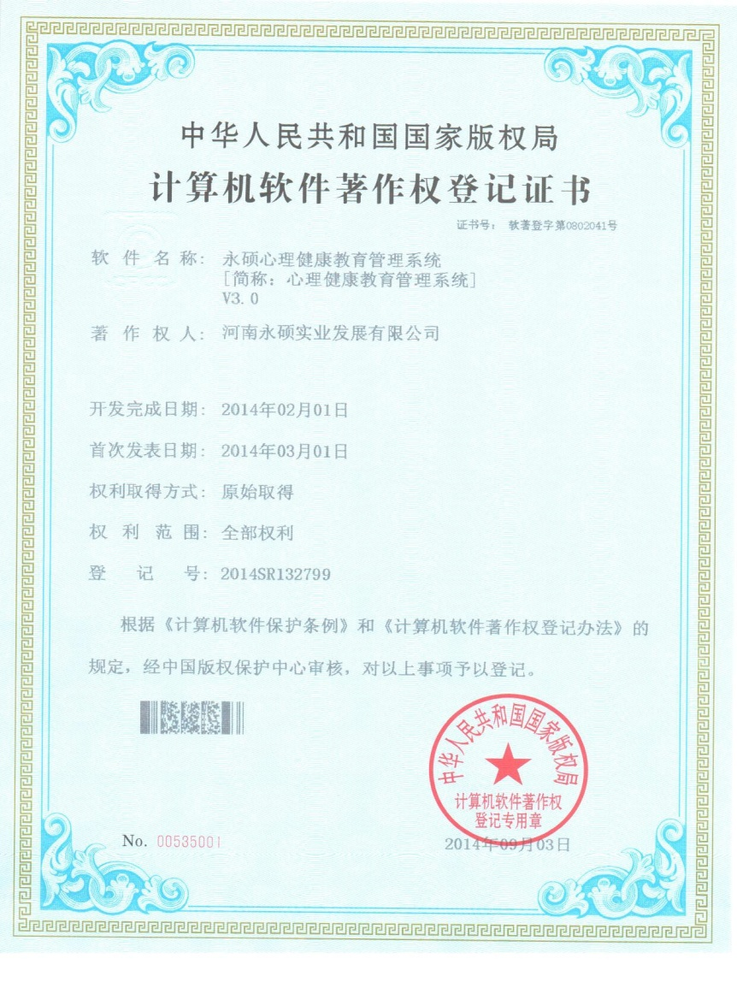 中华人民共和国国家版权局
计算机软件著作权登记证书
证书号： 软著登字第0802041号
软件名称： 永硕心理健康教育管理系统
[简称：心理健康教育管理系统]
V3.0
著作权人： 河南永硕实业发展有限公司
开发完成日期： 2014年02月01日
首次发表日期： 2014年03月01日
权利取得方式： 原始取得
权利范围： 全部权利
登记号： 2014SR132799
根据《计算机软件保护条例》和《计算机软件著作权登记办法》的
规定，经中国版权保护中心审核，对以上事项予以登记。
中华人民共和国国家版权局
计算机软件著作权
登记专用章
No. 00535001
2014年09月03日